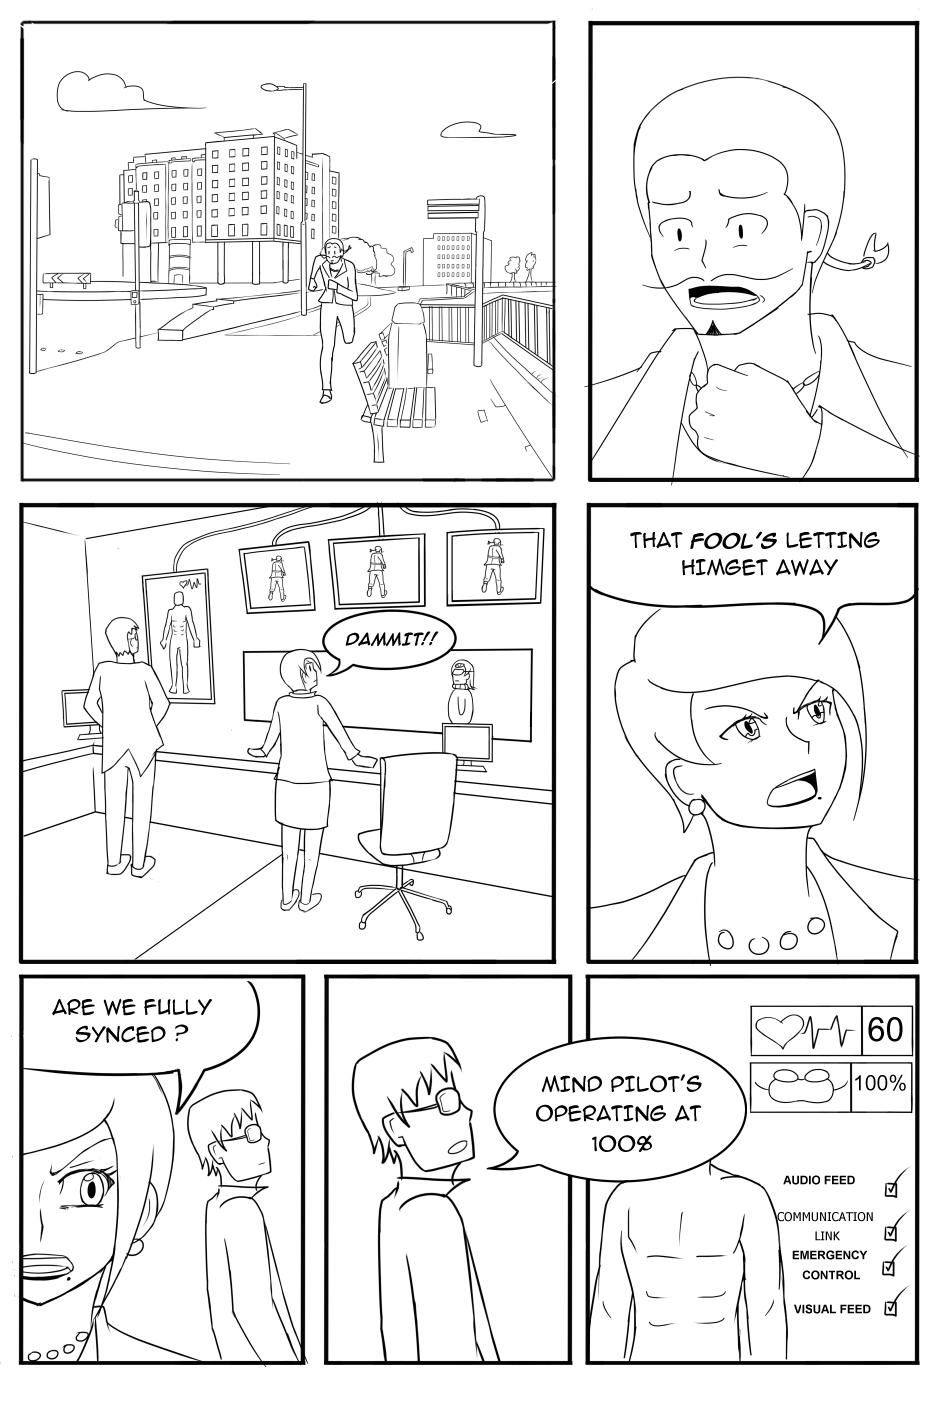 DAMMIT!!
THAT FOOL'S LETTING
HIMGET AWAY
ARE WE FULLY
SYNCED ?
MIND PILOT'S
OPERATING AT
100%
60
100%
AUDIO FEED
COMMUNICATION
LINK
EMERGENCY
CONTROL
VISUAL FEED